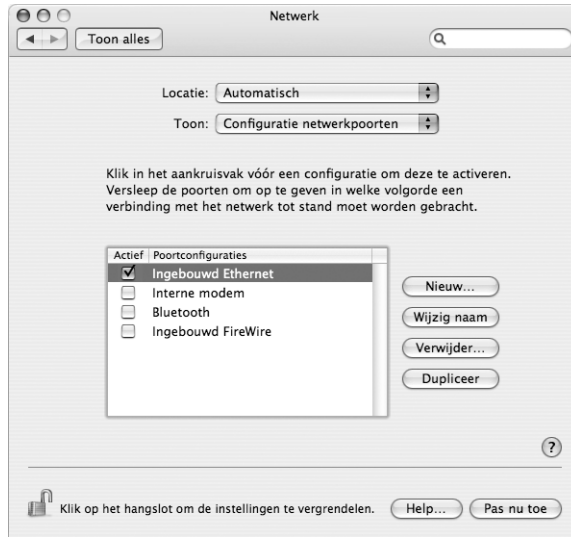 Netwerk
Toon alles
Locatie: Automatisch
Toon: Configuratie netwerkpoorten
Klik in het aankruisvak vóór een configuratie om deze te activeren.
Versleep de poorten om op te geven in welke volgorde een
verbinding met het netwerk tot stand moet worden gebracht.
Actief Poortconfiguraties
Ingebouwd Ethernet
Interne modem
Bluetooth
Ingebouwd FireWire
Nieuw...
Wijzig naam
Verwijder...
Dupliceer
?
Klik op het hangslot om de instellingen te vergrendelen. Help... Pas nu toe